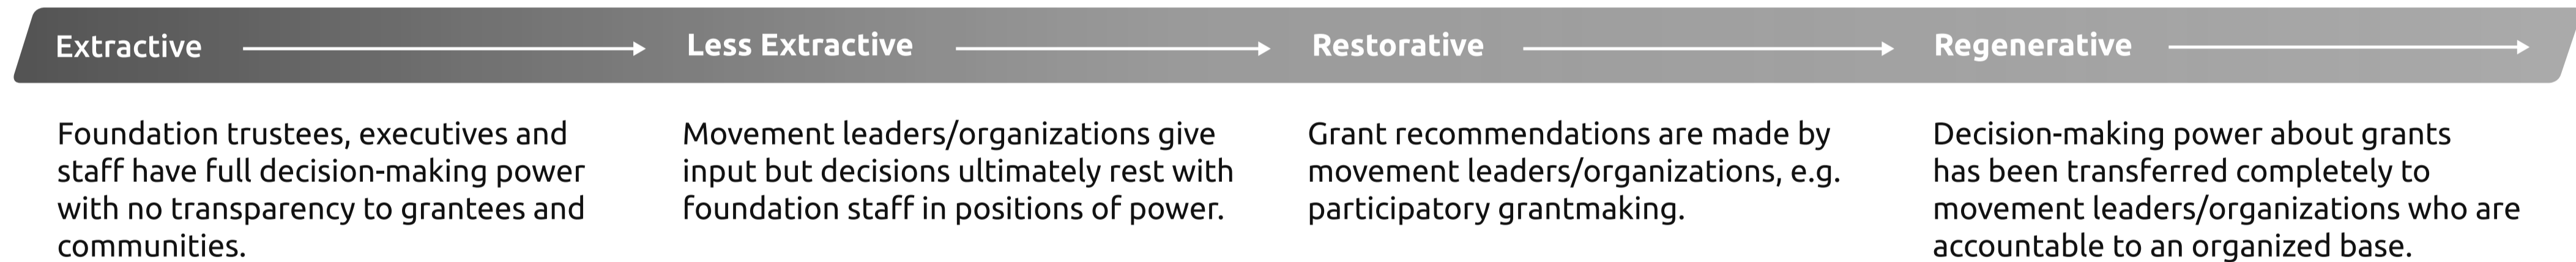 Extractive
Less Extractive
Restorative
Regenerative
Foundation trustees, executives and
staff have full decision-making power
with no transparency to grantees and
communities.
Movement leaders/organizations give
input but decisions ultimately rest with
foundation staff in positions of power.
Grant recommendations are made by
movement leaders/organizations, e.g.
participatory grantmaking.
Decision-making power about grants
has been transferred completely to
movement leaders/organizations who are
accountable to an organized base.